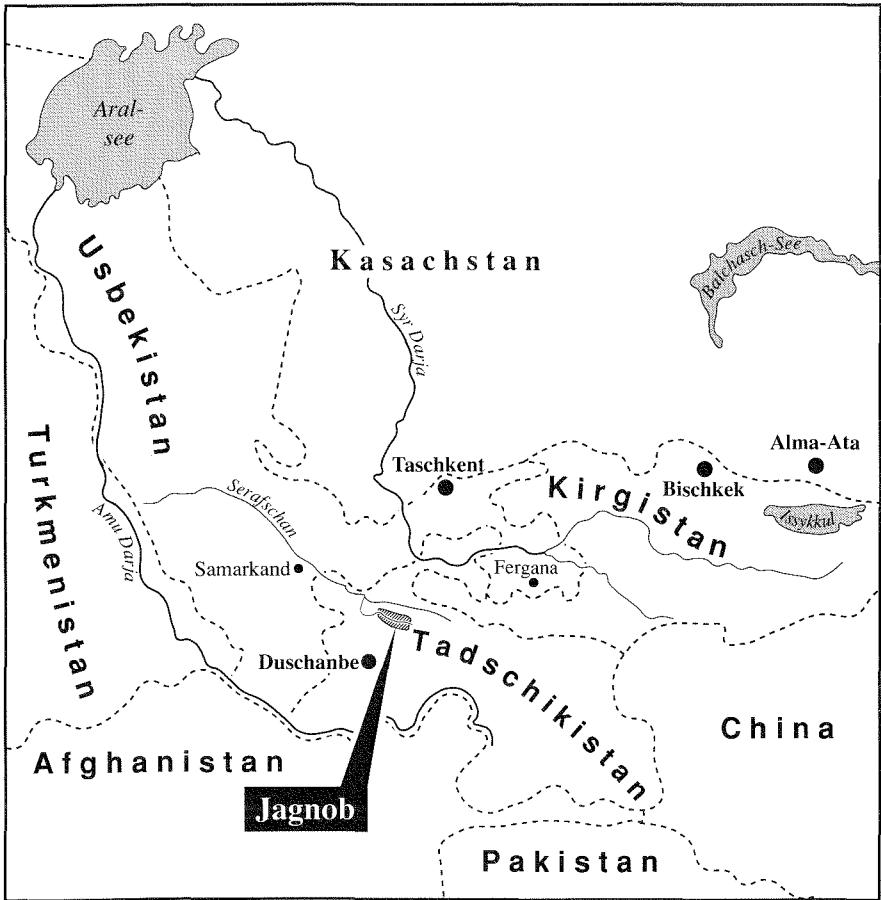 Aral-
see
Usbekistan
Kasachstan
Balchasch-See
Syr Darja
Turkmenistan
Amu Darja
Serafschan
Taschkent
Kirgistan
Bischkek
Alma-Ata
Issykkul
Samarkand
Fergana
Duschanbe
Tadschikistan
China
Afghanistan
Jagnob
Pakistan